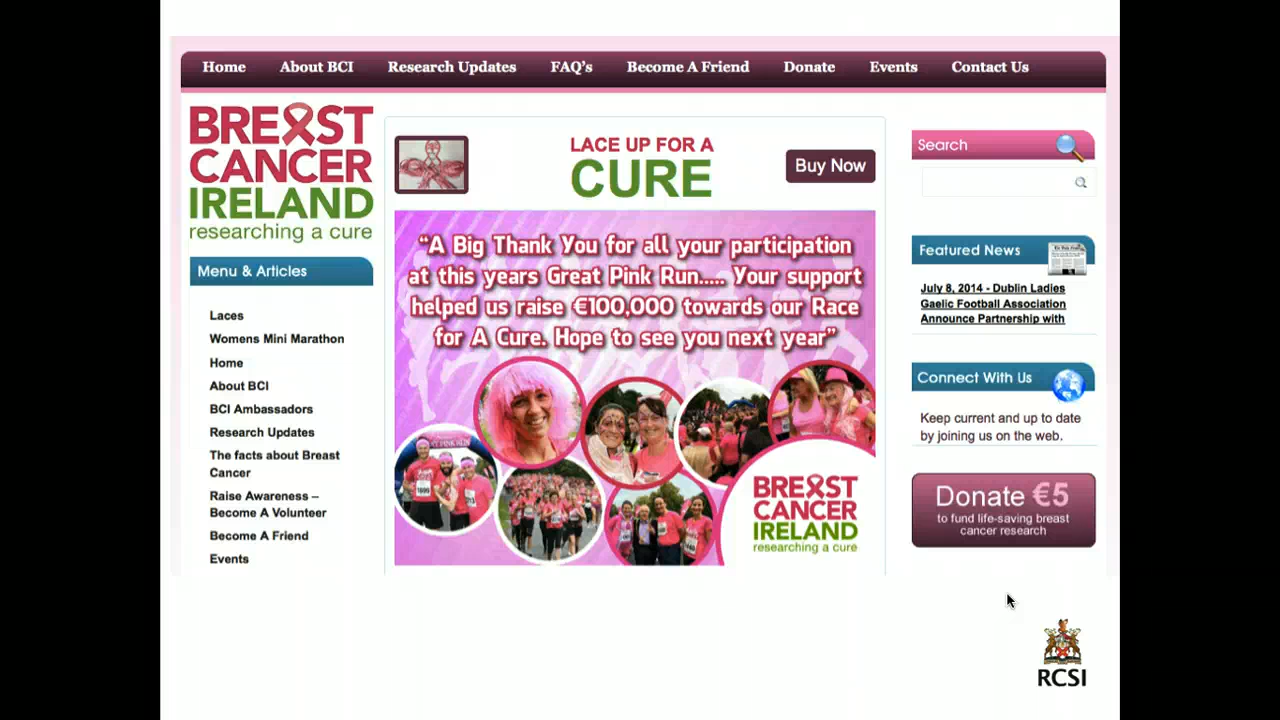 Home About BCI Research Updates FAQ's Become A Friend Donate Events Contact Us
BREAST
CANCER
IRELAND
researching a cure
Menu & Articles
Laces
Womens Mini Marathon
Home
About BCI
BCI Ambassadors
Research Updates
The facts about Breast
Cancer
Raise Awareness –
Become A Volunteer
Become A Friend
Events
LACE UP FOR A
CURE
Buy Now
“A Big Thank You for all your participation
at this years Great Pink Run..... Your support
helped us raise €100,000 towards our Race
for A Cure. Hope to see you next year”
BREAST
CANCER
IRELAND
researching a cure
Search
Featured News
July 8, 2014 - Dublin Ladies
Gaelic Football Association
Announce Partnership with
Connect With Us
Keep current and up to date
by joining us on the web.
Donate €5
to fund life-saving breast
cancer research
RCSI